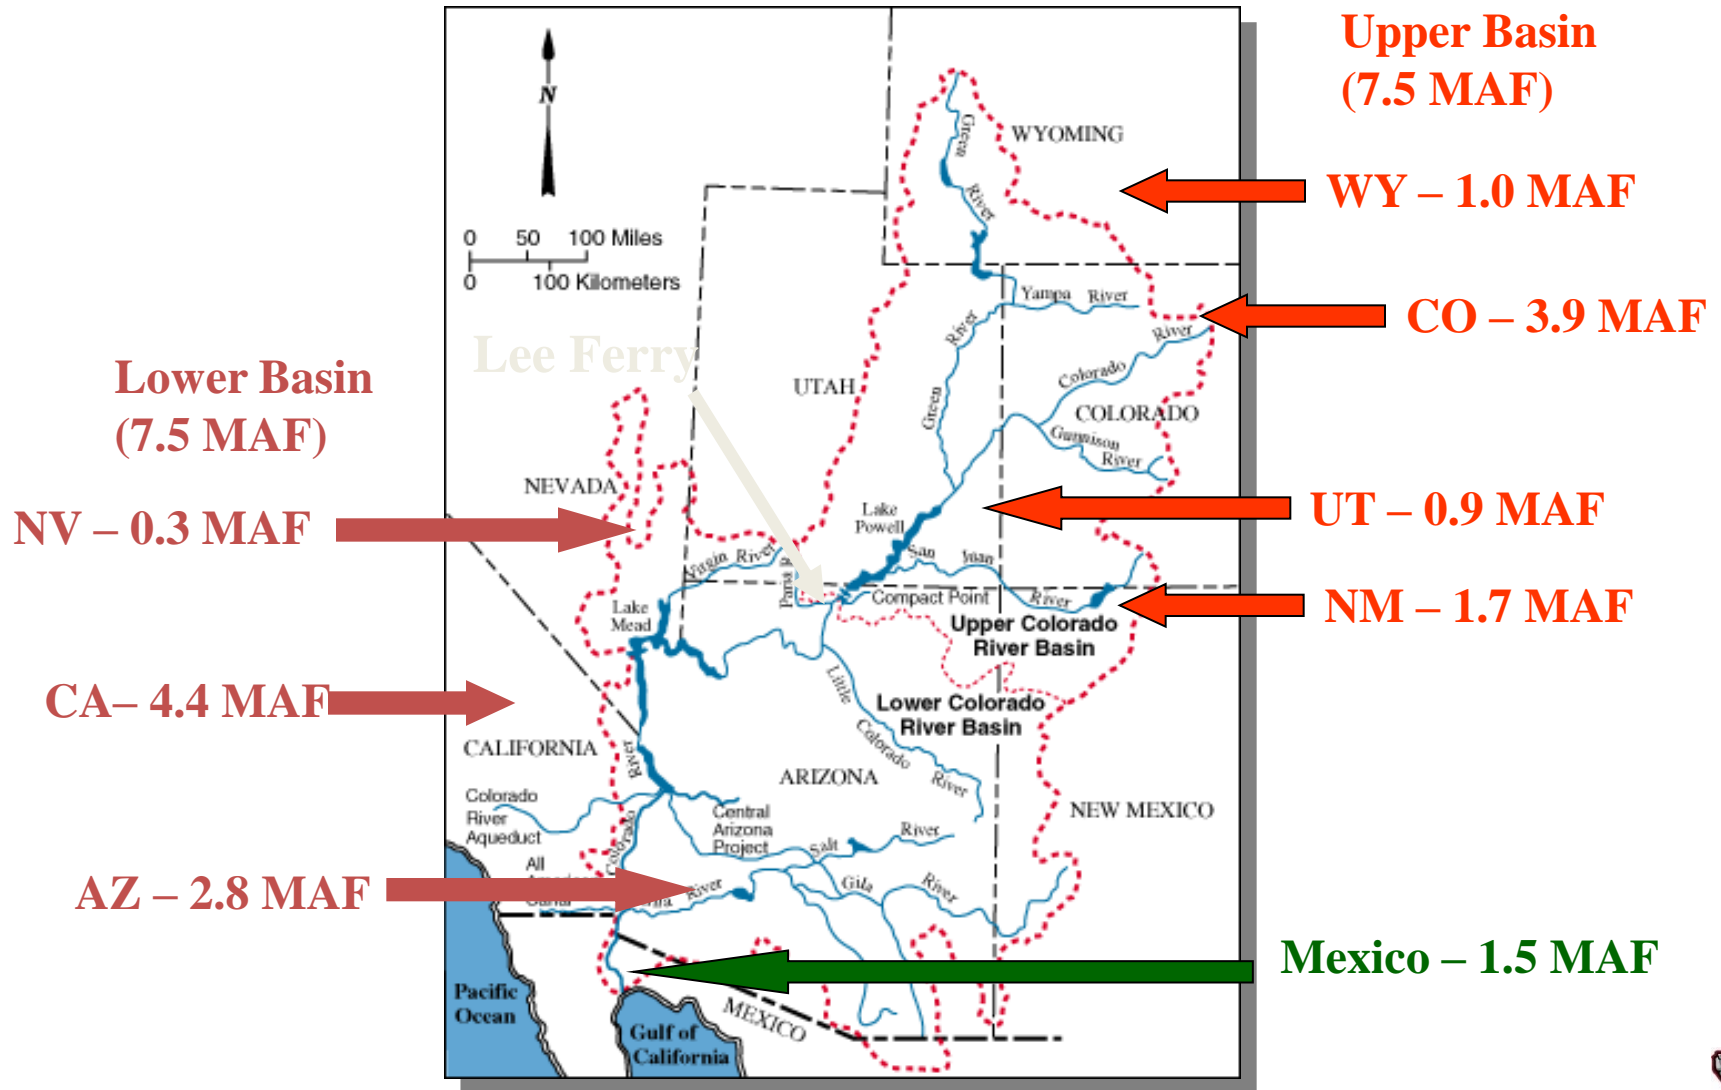 Upper Basin
(7.5 MAF)
WY – 1.0 MAF
CO – 3.9 MAF
UT – 0.9 MAF
NM – 1.7 MAF
Mexico – 1.5 MAF
Lower Basin
(7.5 MAF)
NV – 0.3 MAF
CA– 4.4 MAF
AZ – 2.8 MAF
Lee Ferry
N
0 50 100 Miles
0 100 Kilometers
WYOMING
Green
River
Yampa River
River
Green
Colorado
River
COLORADO
Gunnison
River
UTAH
NEVADA
Lake
Powell
San Juan
River
Virgin River
Paria R
Compact Point
Lake
Mead
Upper Colorado
River Basin
Lower Colorado
River Basin
Little
Colorado
River
CALIFORNIA
River
Colorado
ARIZONA
NEW MEXICO
Colorado
River
Aqueduct
Central
Arizona
Project
Salt
River
All
River
Gila
River
Pacific
Ocean
MEXICO
Gulf of
California